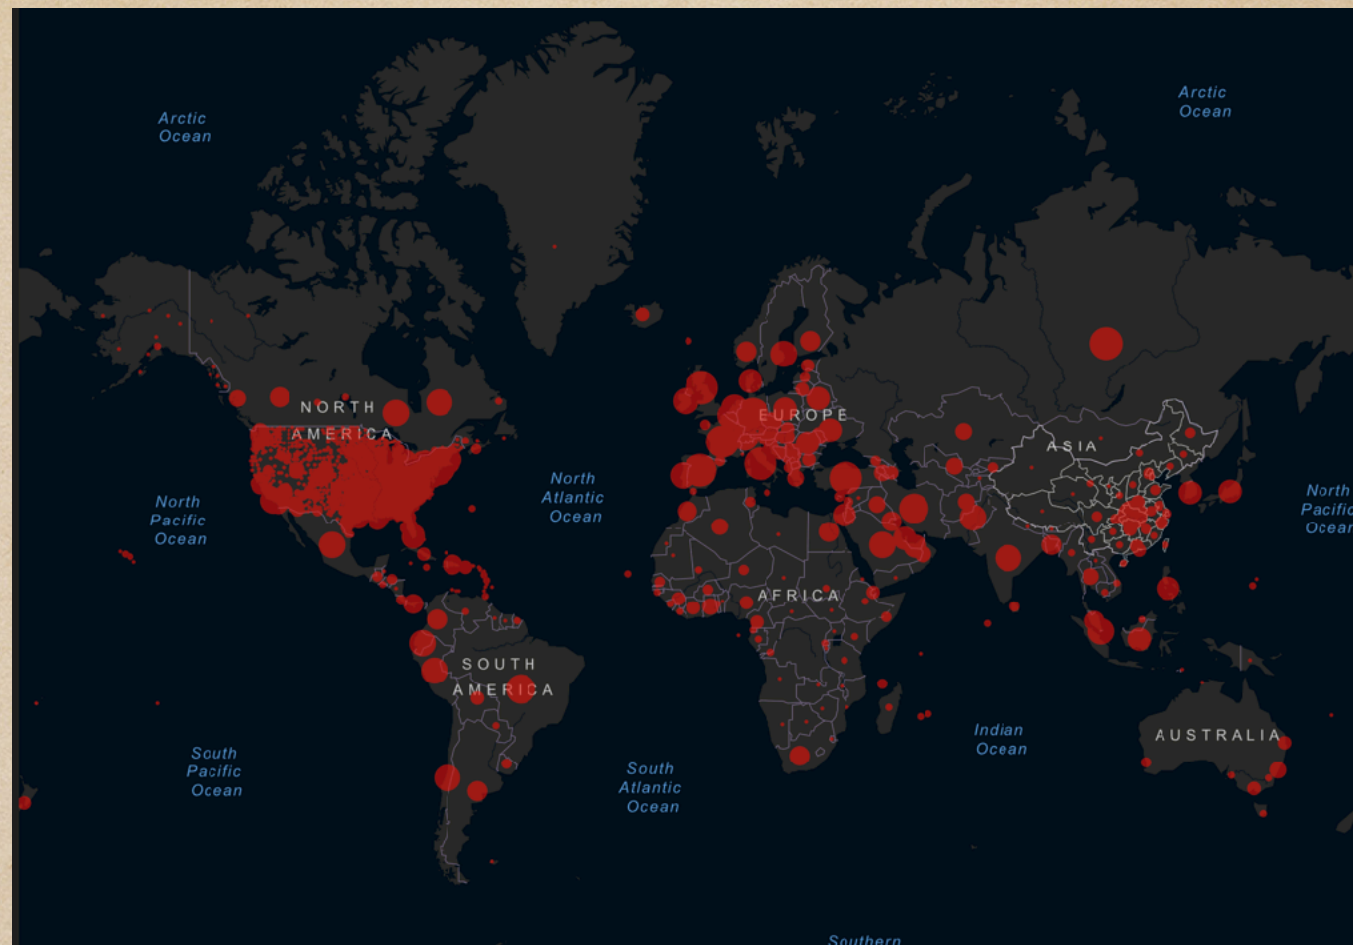 Arctic
Ocean
Arctic
Ocean
NORTH
AMERICA
EUROPE
ASIA
North
Atlantic
Ocean
North
Pacific
Ocean
North
Pacific
Ocean
AFRICA
SOUTH
AMERICA
Indian
Ocean
AUSTRALIA
South
Pacific
Ocean
South
Atlantic
Ocean
Southern